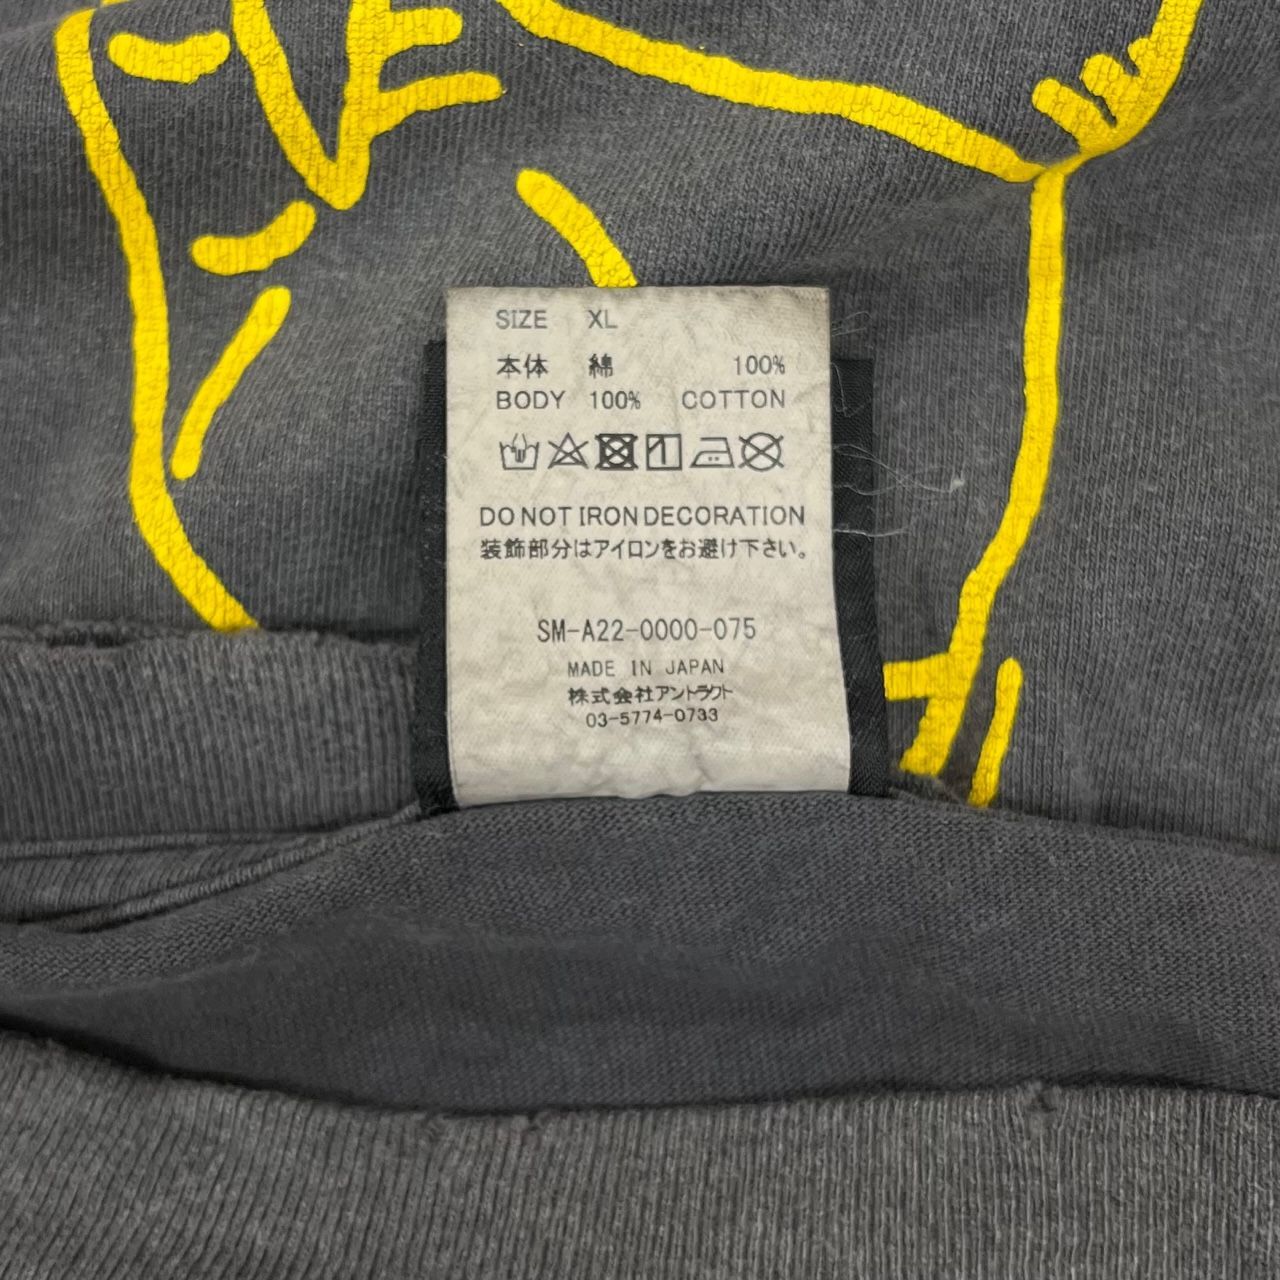 SIZE XL
本体 綿 100%
BODY 100% COTTON
DO NOT IRON DECORATION
装飾部分はアイロンをお避け下さい。
SM-A22-0000-075
MADE IN JAPAN
株式会社アントラクト
03-5774-0733